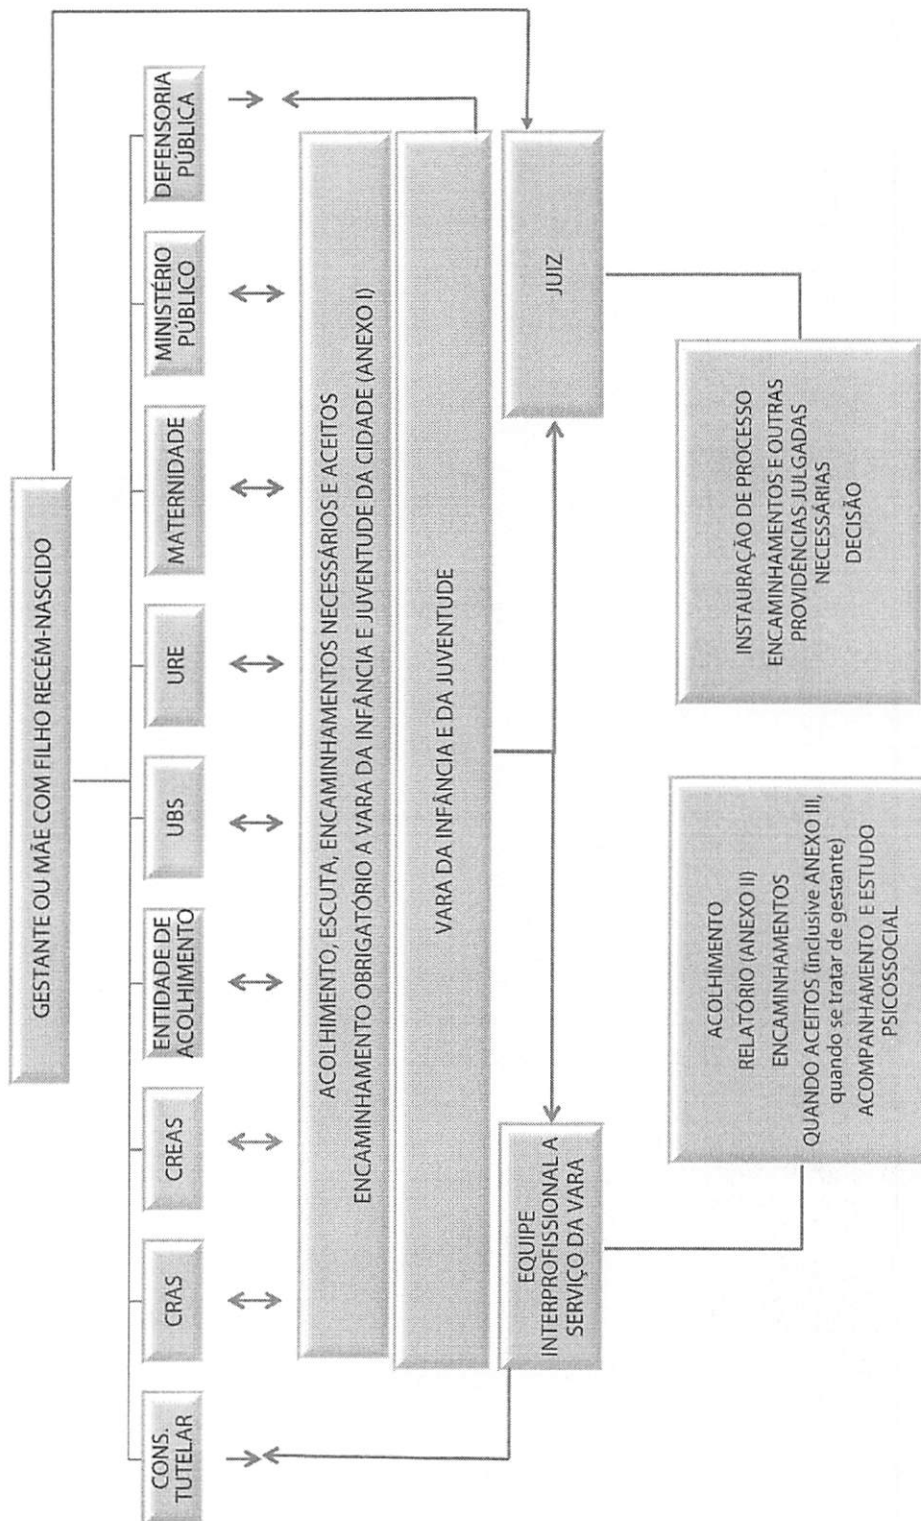 GESTANTE OU MÃE COM FILHO RECÉM-NASCIDO
CONS.
TUTELAR
CRAS
CREAS
ENTIDADE DE
ACOLHIMENTO
UBS
URE
MATERNIDADE
MINISTÉRIO
PÚBLICO
DEFENSORIA
PÚBLICA
ACOLHIMENTO, ESCUTA, ENCAMINHAMENTOS NECESSÁRIOS E ACEITOS
ENCAMINHAMENTO OBRIGATÓRIO A VARA DA INFÂNCIA E JUVENTUDE DA CIDADE (ANEXO I)
VARA DA INFÂNCIA E DA JUVENTUDE
EQUIPE
INTERPROFISSIONAL A
SERVIÇO DA VARA
JUIZ
ACOLHIMENTO
RELATÓRIO (ANEXO II)
ENCAMINHAMENTOS
QUANDO ACEITOS (inclusive ANEXO III,
quando se tratar de gestante)
ACOMPANHAMENTO E ESTUDO
PSICOSSOCIAL
INSTAURAÇÃO DE PROCESSO
ENCAMINHAMENTOS E OUTRAS
PROVIDÊNCIAS JULGADAS
NECESSÁRIAS
DECISÃO